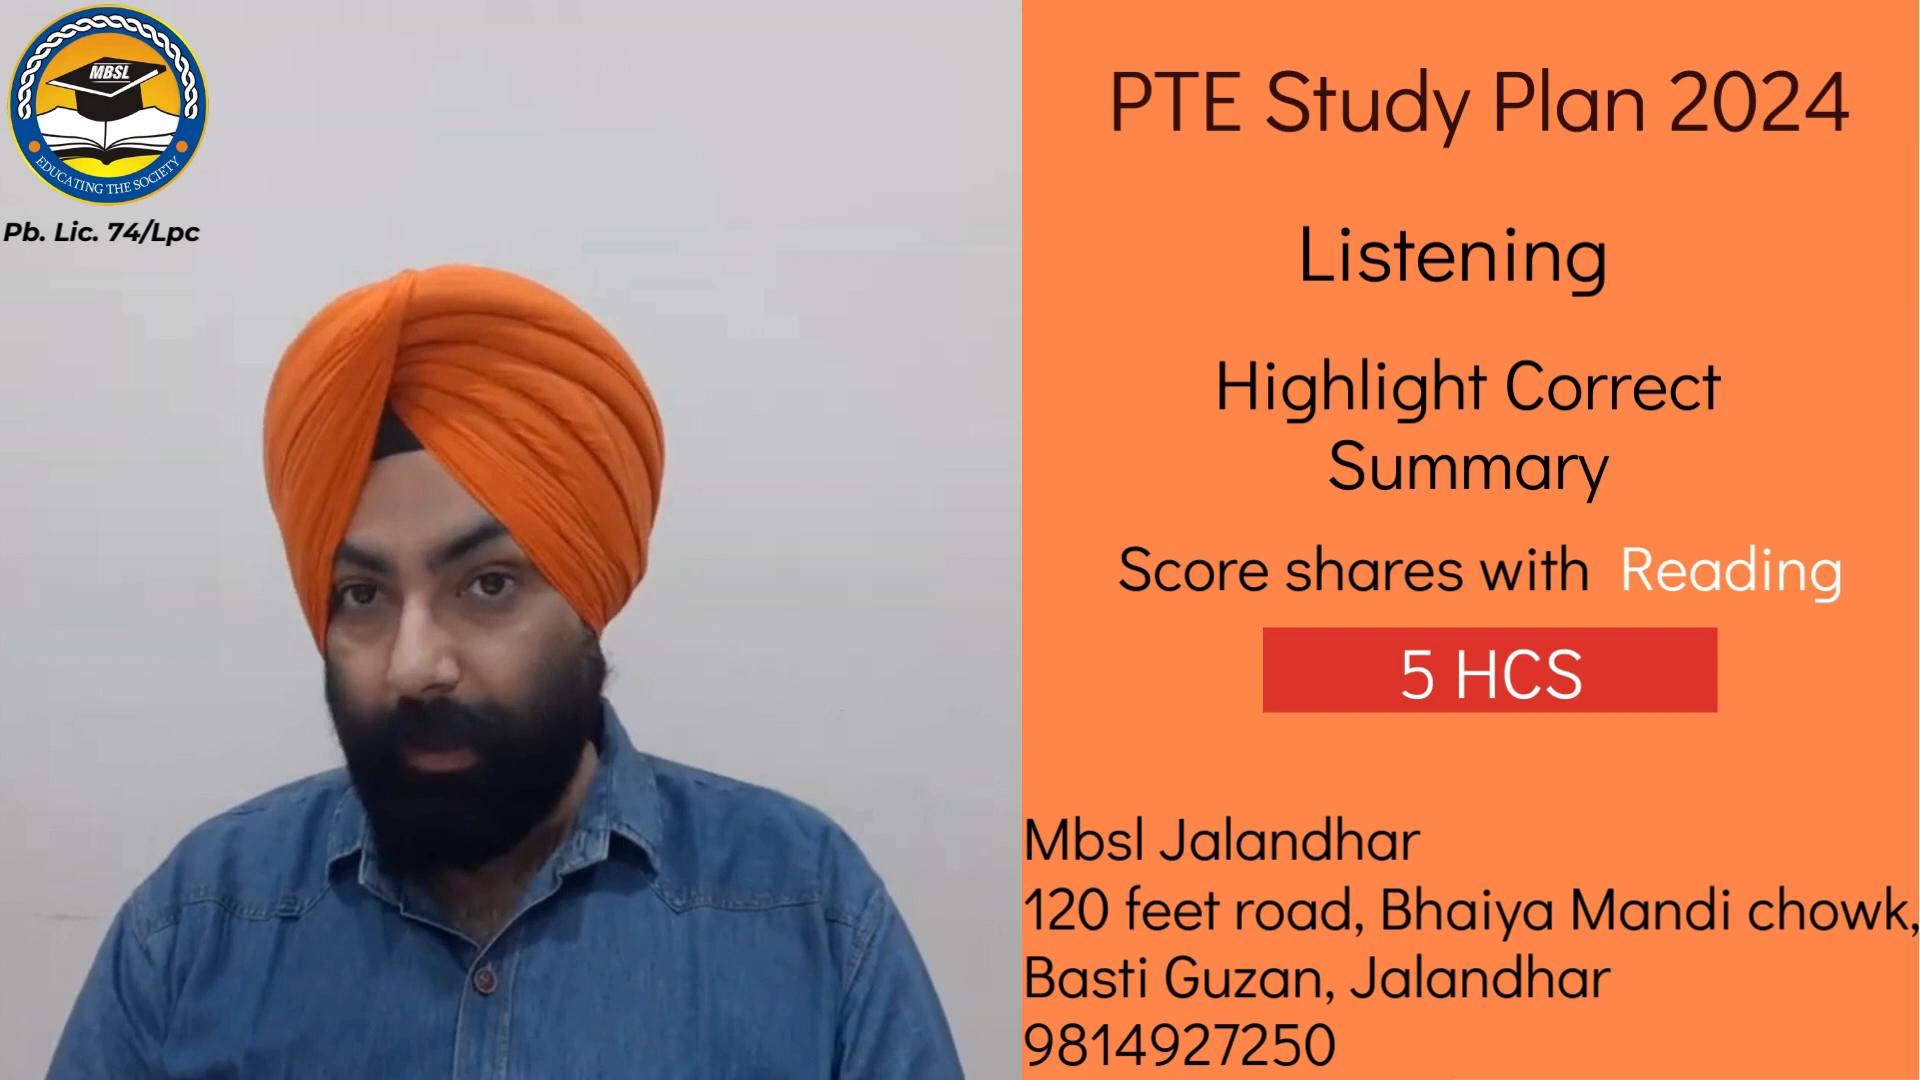 MBSL
EDUCATING THE SOCIETY
Pb. Lic. 74/Lpc
PTE Study Plan 2024
Listening
Highlight Correct
Summary
Score shares with Reading
5 HCS
Mbsl Jalandhar
120 feet road, Bhaiya Mandi chowk,
Basti Guzan, Jalandhar
9814927250